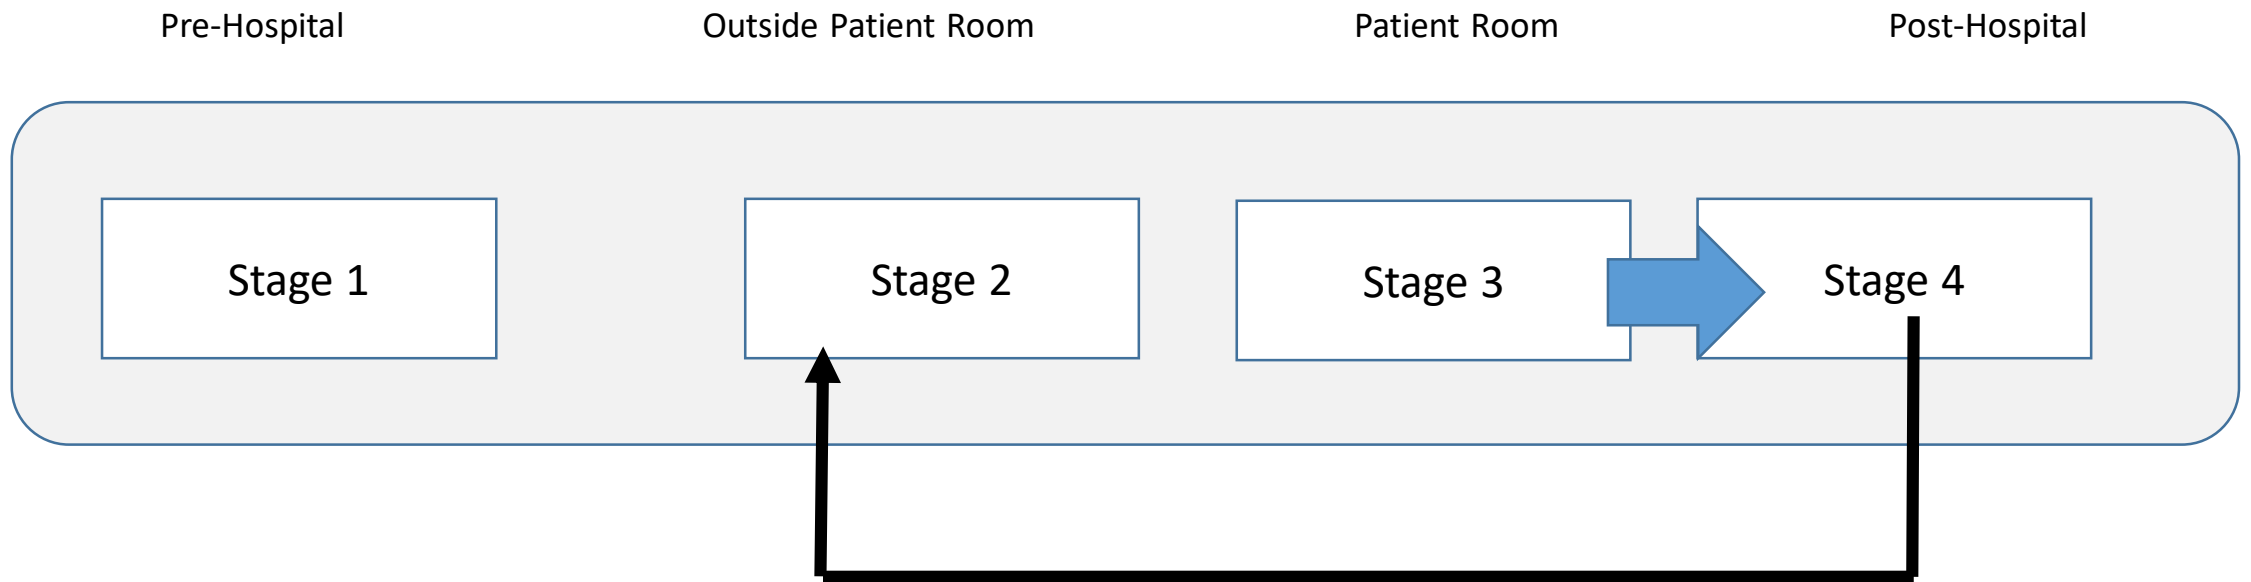 Pre-Hospital
Outside Patient Room
Patient Room
Post-Hospital
Stage 1
Stage 2
Stage 3
Stage 4